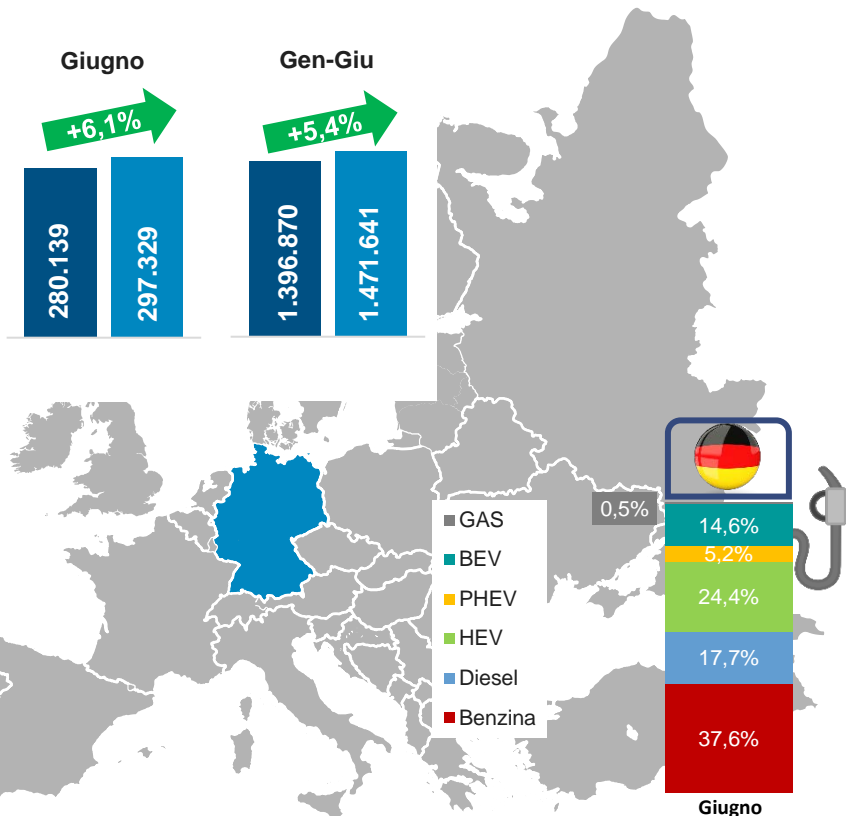 Giugno
Gen-Giu
+6,1%
+5,4%
280.139
297.329
1.396.870
1.471.641
GAS
BEV
PHEV
HEV
Diesel
Benzina
0,5%
14,6%
5,2%
24,4%
17,7%
37,6%
Giugno